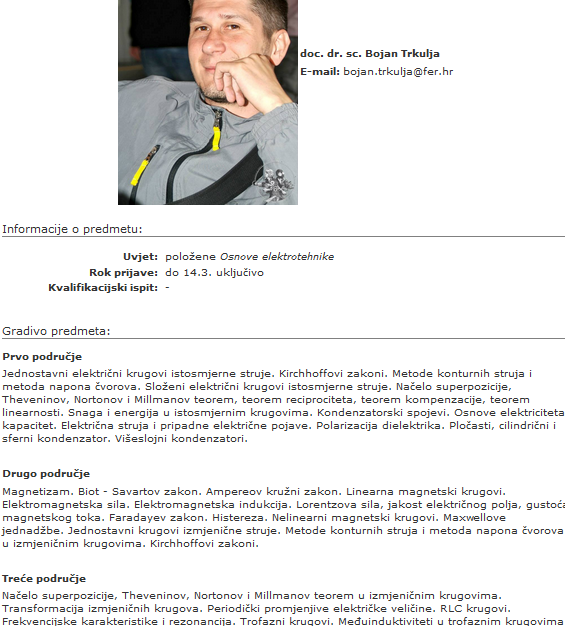 doc. dr. sc. Bojan Trkulja
E-mail: bojan.trkulja@fer.hr
Informacije o predmetu:
Uvjet: položene Osnove elektrotehnike
Rok prijave: do 14.3. uključivo
Kvalifikacijski ispit: -
Gradivo predmeta:
Prvo područje
Jednostavni električni krugovi istosmjerne struje. Kirchhoffovi zakoni. Metode konturnih struja i
metoda napona čvorova. Složeni električni krugovi istosmjerne struje. Načelo superpozicije,
Theveninov, Nortonov i Millmanov teorem, teorem reciprociteta, teorem kompenzacije, teorem
linearnosti. Snaga i energija u istosmjernim krugovima. Kondenzatorski spojevi. Osnove elektriciteta
kapacitet. Električna struja i pripadne električne pojave. Polarizacija dielektrika. Pločasti, cilindrični i
sferni kondenzator. Višeslojni kondenzatori.
Drugo područje
Magnetizam. Biot - Savartov zakon. Ampereov kružni zakon. Linearna magnetski krugovi.
Elektromagnetska sila. Elektromagnetska indukcija. Lorentzova sila, jakost električnog polja, gustoća
magnetskog toka. Faradayev zakon. Histereza. Nelinearni magnetski krugovi. Maxwellove
jednadžbe. Jednostavni krugovi izmjenične struje. Metode konturnih struja i metoda napona čvorova
u izmjeničnim krugovima. Kirchhoffovi zakoni.
Treće područje
Načelo superpozicije, Theveninov, Nortonov i Millmanov teorem u izmjeničnim krugovima.
Transformacija izmjeničnih krugova. Periodički promjenjive električke veličine. RLC krugovi.
Frekvencijske karakteristike i rezonancija. Trofazni krugovi. Međuinduktiviteti u trofaznim krugovima